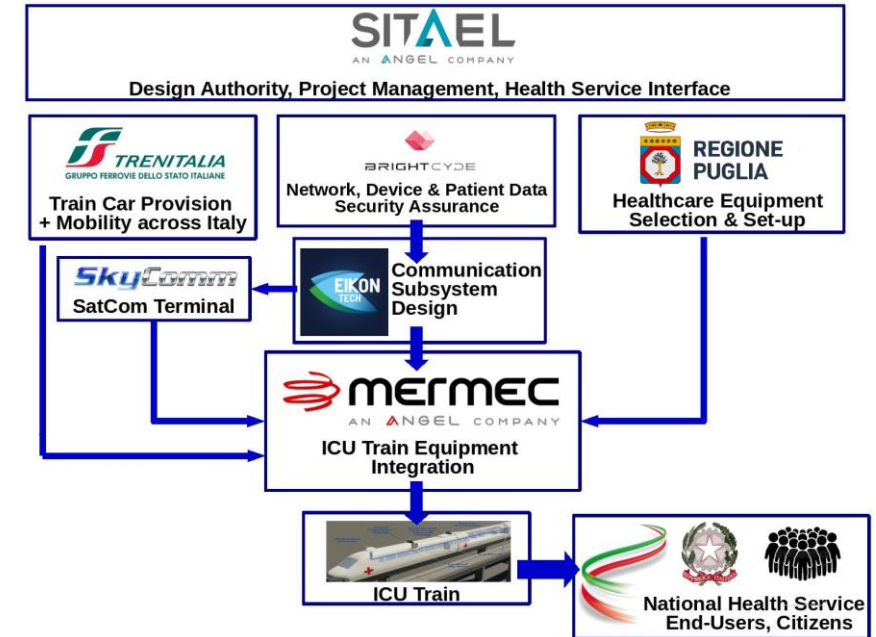 SITAEL
AN ANGEL COMPANY
Design Authority, Project Management, Health Service Interface
TRENITALIA
GRUPPO FERROVIE DELLO STATO ITALIANE
Train Car Provision
+ Mobility across Italy
BRIGHTCYDE
Network, Device & Patient Data
Security Assurance
REGIONE
PUGLIA
Healthcare Equipment
Selection & Set-up
SkyComm
SatCom Terminal
EIKON
TECH
Communication
Subsystem
Design
mermec
AN ANGEL COMPANY
ICU Train Equipment
Integration
ICU Train
National Health Service
End-Users, Citizens